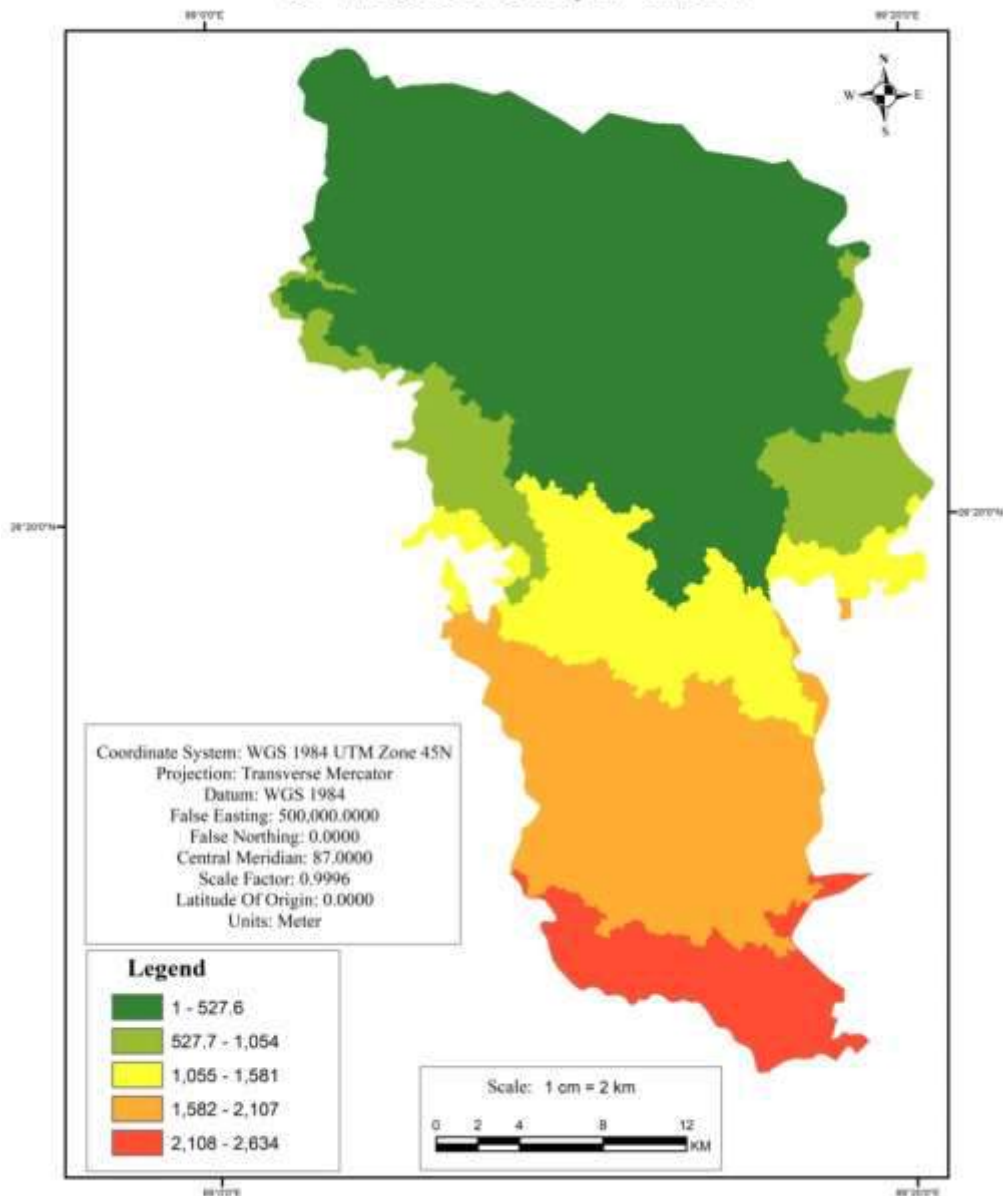 N
W E
S
Coordinate System: WGS 1984 UTM Zone 45N
Projection: Transverse Mercator
Datum: WGS 1984
False Easting: 500,000.0000
False Northing: 0.0000
Central Meridian: 87.0000
Scale Factor: 0.9996
Latitude Of Origin: 0.0000
Units: Meter
Legend
1 - 527.6
527.7 - 1,054
1,055 - 1,581
1,582 - 2,107
2,108 - 2,634
Scale: 1 cm = 2 km
0 2 4 8 12
KM